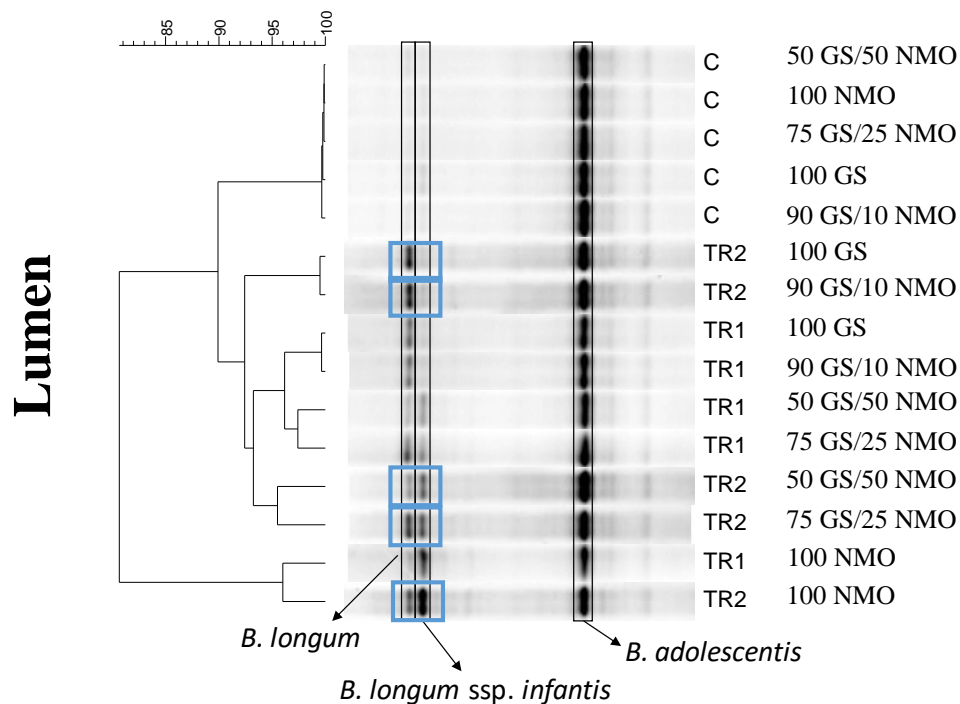 85 90 95 100
Lumen
C 50 GS/50 NMO
C 100 NMO
C 75 GS/25 NMO
C 100 GS
C 90 GS/10 NMO
TR2 100 GS
TR2 90 GS/10 NMO
TR1 100 GS
TR1 90 GS/10 NMO
TR1 50 GS/50 NMO
TR1 75 GS/25 NMO
TR2 50 GS/50 NMO
TR2 75 GS/25 NMO
TR1 100 NMO
TR2 100 NMO
B. longum
B. adolescentis
B. longum ssp. infantis